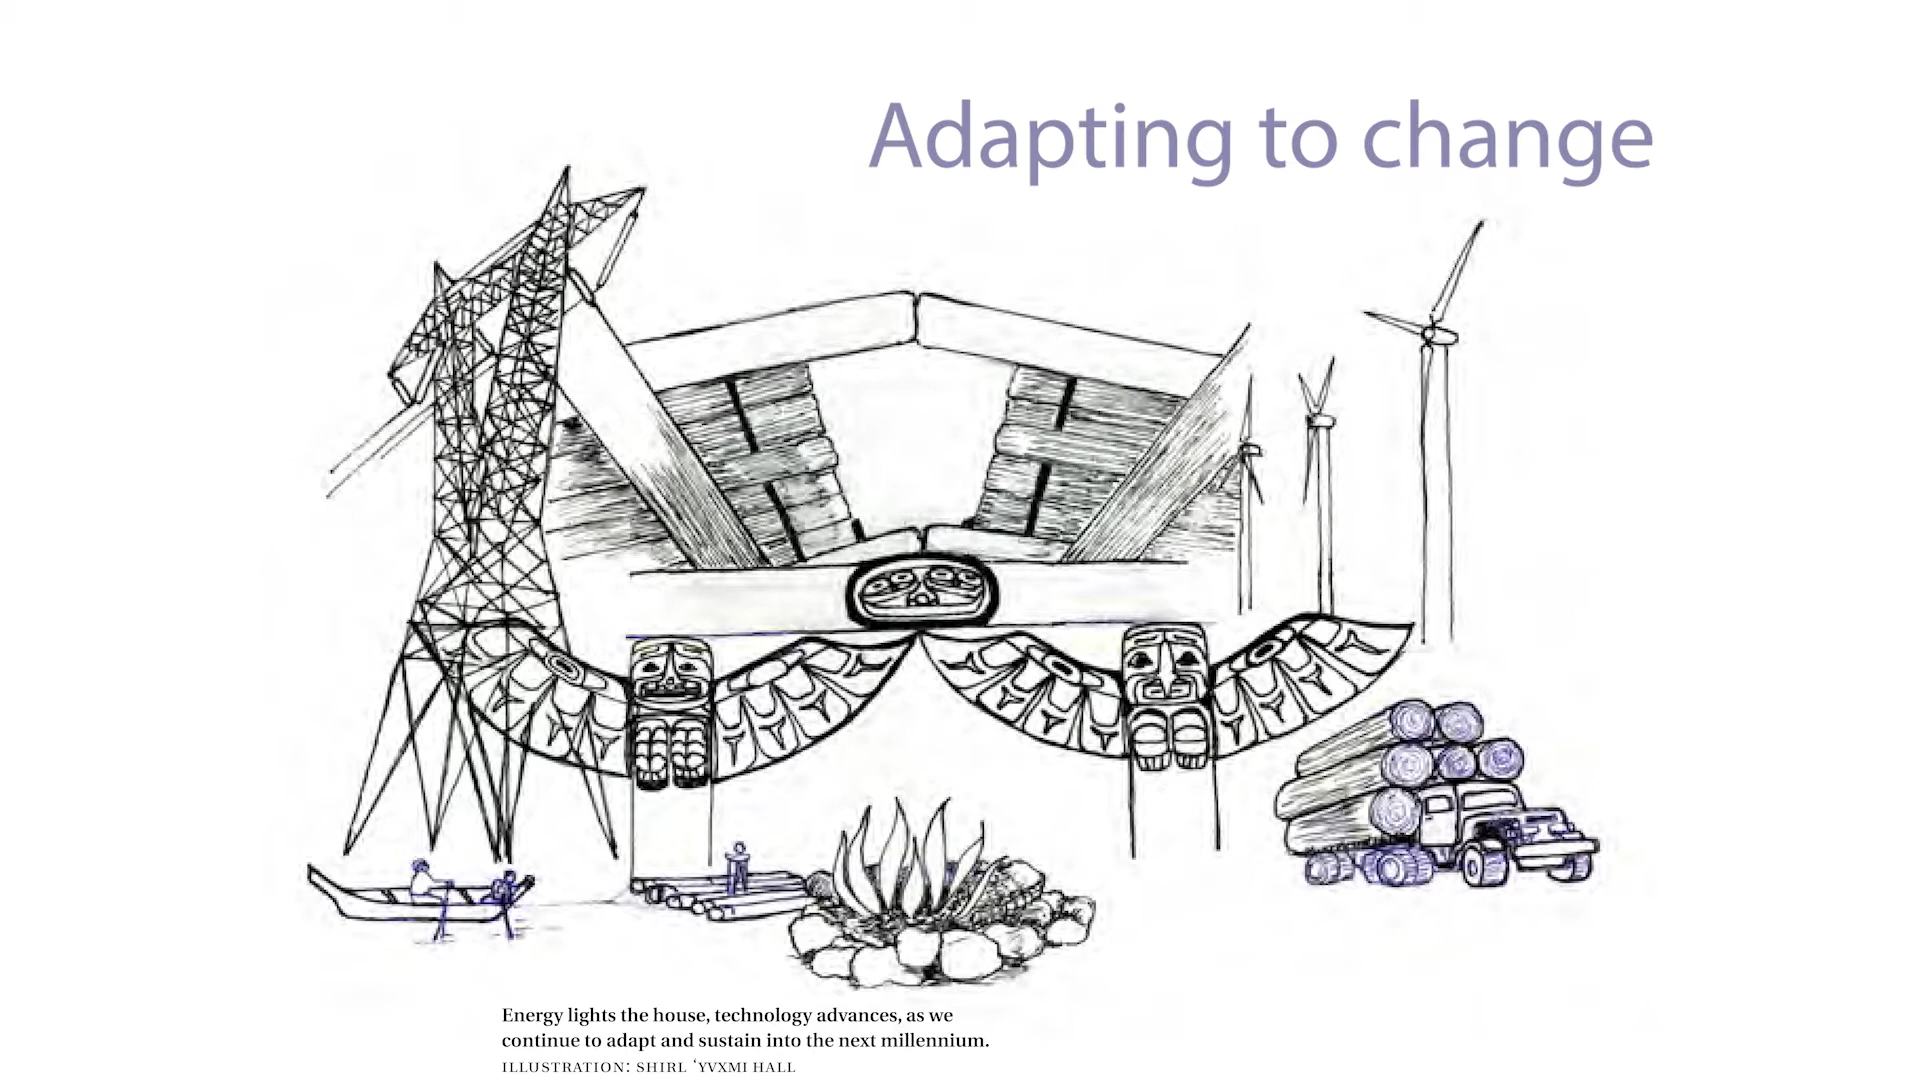 Adapting to change
Energy lights the house, technology advances, as we
continue to adapt and sustain into the next millennium.
ILLUSTRATION: SHIRL ‘YVXMI HALL